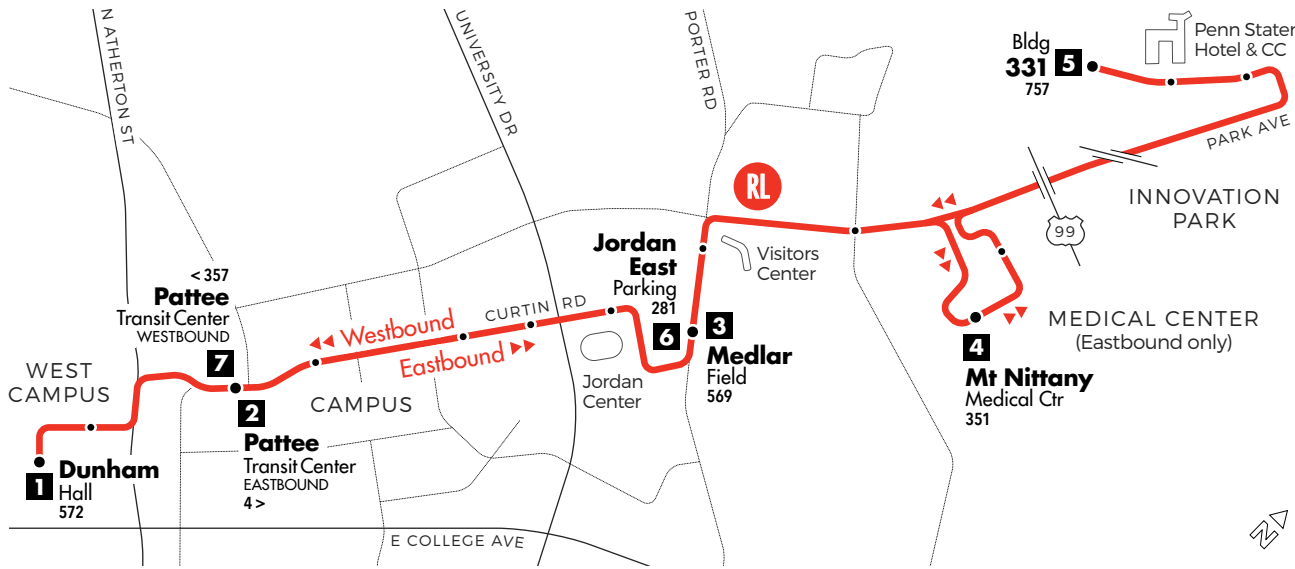 N ATHERTON ST
UNIVERSITY DR
PORTER RD
Bldg
331 5
757
Penn Stater
Hotel & CC
PARK AVE
INNOVATION
PARK
99
RL
Visitors
Center
Jordan
East
Parking
281
6
3
Medlar
Field
569
MEDICAL CENTER
(Eastbound only)
4
Mt Nittany
Medical Ctr
351
< 357
Pattee
Transit Center
WESTBOUND
7
Westbound
Eastbound
CURTIN RD
Jordan
Center
WEST
CAMPUS
CAMPUS
2
Pattee
Transit Center
EASTBOUND
4 >
1
Dunham
Hall
572
E COLLEGE AVE
N